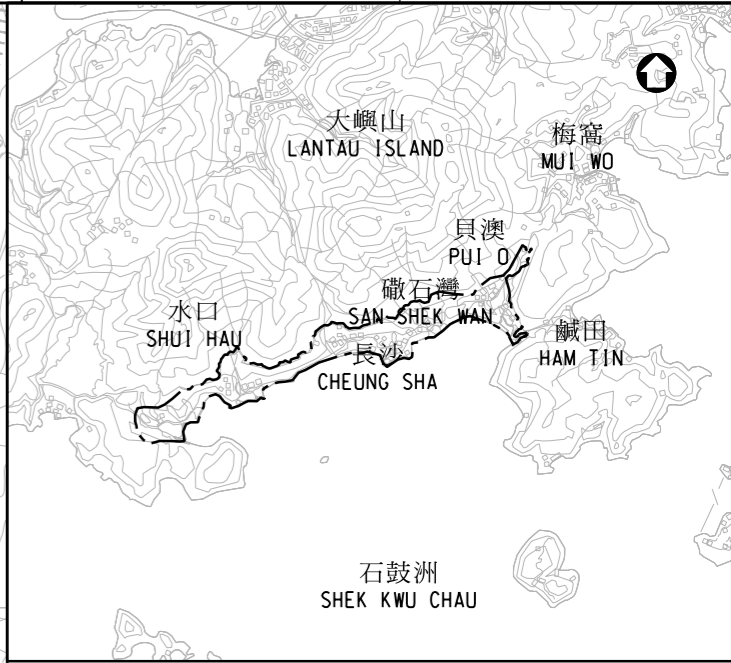 大嶼山
LANTAU ISLAND
梅窩
MUI WO
貝澳
PUI O
磡石灣
SAN SHEK WAN
水口
SHUI HAU
長沙
CHEUNG SHA
鹹田
HAM TIN
石鼓洲
SHEK KWU CHAU